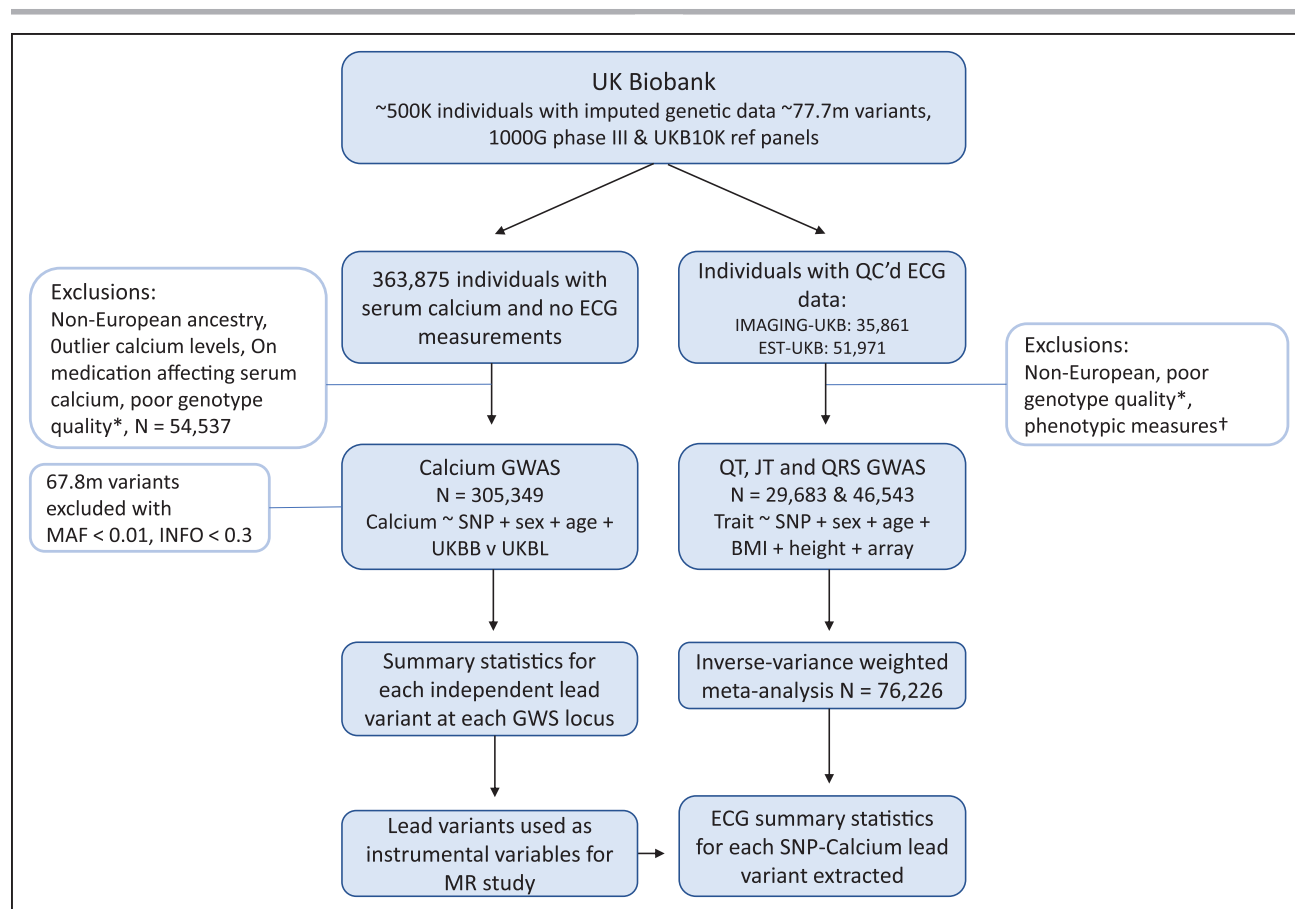 UK Biobank
~500K individuals with imputed genetic data ~77.7m variants,
1000G phase III & UKB10K ref panels
363,875 individuals with
serum calcium and no ECG
measurements
Individuals with QC’d ECG
data:
IMAGING-UKB: 35,861
EST-UKB: 51,971
Exclusions:
Non-European ancestry,
0utlier calcium levels, On
medication affecting serum
calcium, poor genotype
quality*, N = 54,537
Exclusions:
Non-European, poor
genotype quality*,
phenotypic measures†
Calcium GWAS
N = 305,349
Calcium ~ SNP + sex + age +
UKBB v UKBL
67.8m variants
excluded with
MAF < 0.01, INFO < 0.3
QT, JT and QRS GWAS
N = 29,683 & 46,543
Trait ~ SNP + sex + age +
BMI + height + array
Summary statistics for
each independent lead
variant at each GWS locus
Inverse-variance weighted
meta-analysis N = 76,226
Lead variants used as
instrumental variables for
MR study
ECG summary statistics
for each SNP-Calcium lead
variant extracted